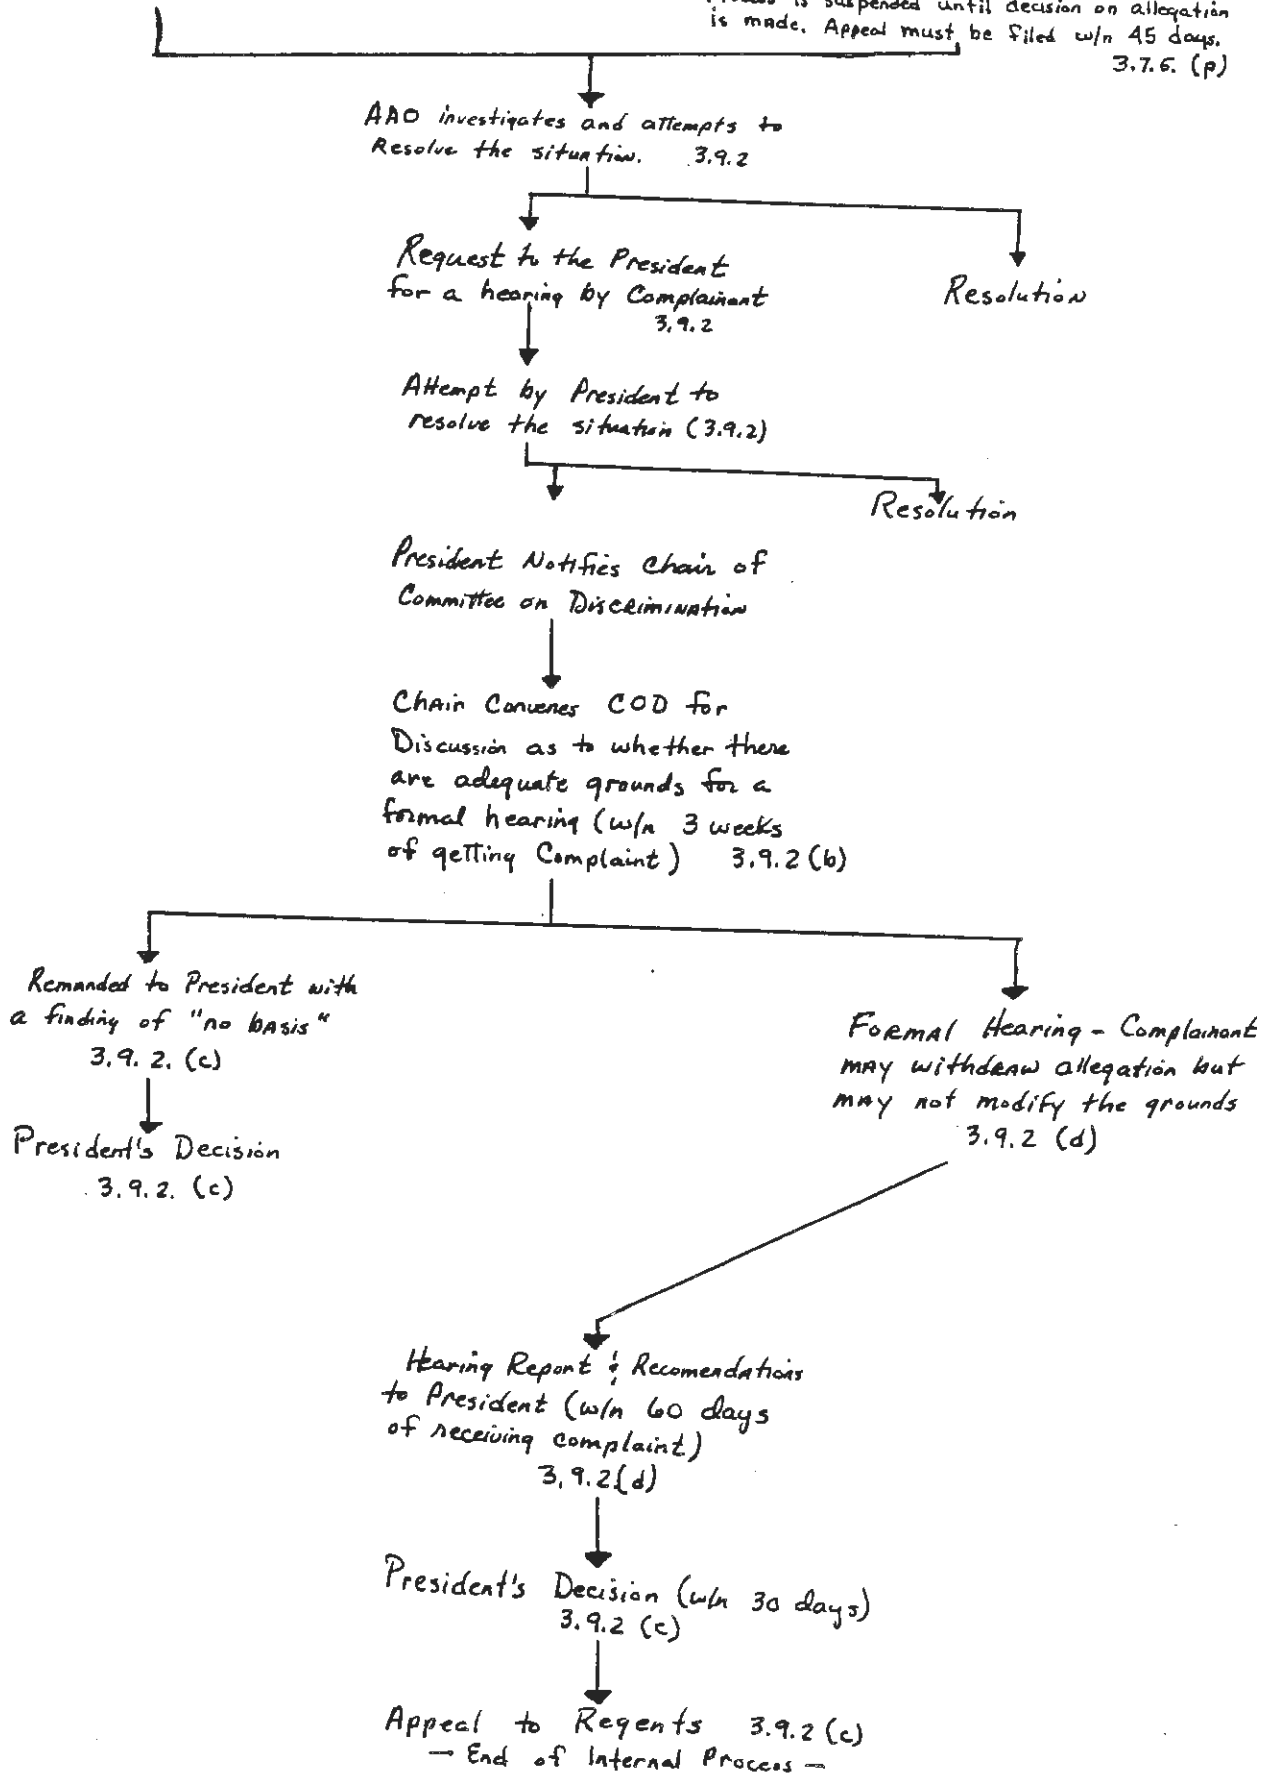 is suspended until decision on allegation
is made. Appeal must be filed w/n 45 days.
3.7.6. (p)
AAO investigates and attempts to
Resolve the situation. 3.9.2
Request to the President
for a hearing by Complainant
3.9.2
Resolution
Attempt by President to
resolve the situation (3.9.2)
Resolution
President Notifies Chair of
Committee on Discrimination
Chair Convenes COD for
Discussion as to whether there
are adequate grounds for a
formal hearing (w/n 3 weeks
of getting Complaint) 3.9.2 (b)
Remanded to President with
a finding of "no basis"
3.9.2. (c)
President's Decision
3.9.2. (c)
Formal Hearing - Complainant
may withdraw allegation but
may not modify the grounds
3.9.2 (d)
Hearing Report & Recomendations
to President (w/n 60 days
of receiving complaint)
3.9.2(d)
President's Decision (w/n 30 days)
3.9.2 (e)
Appeal to Regents 3.9.2 (c)
- End of Internal Process -